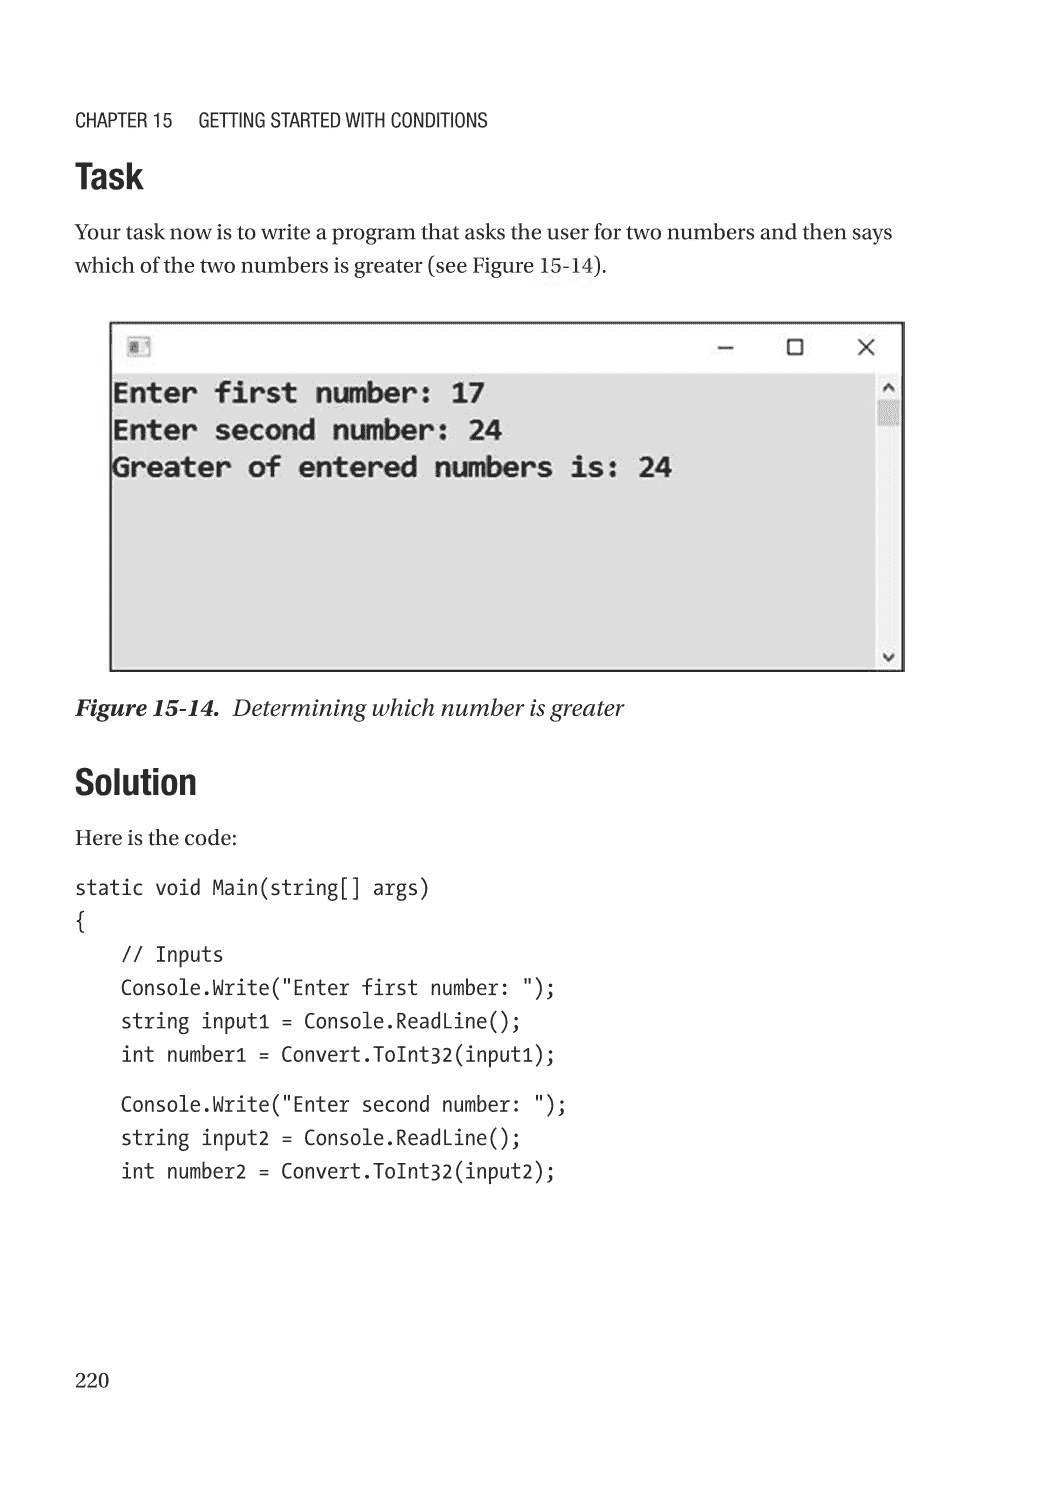 CHAPTER 15 GETTING STARTED WITH CONDITIONS
Task
Your task now is to write a program that asks the user for two numbers and then says
which of the two numbers is greater (see Figure 15-14).
Enter first number: 17
Enter second number: 24
Greater of entered numbers is: 24
Figure 15-14. Determining which number is greater
Solution
Here is the code:
static void Main(string[] args)
{
    // Inputs
    Console.Write("Enter first number: ");
    string input1 = Console.ReadLine();
    int number1 = Convert.ToInt32(input1);
    Console.Write("Enter second number: ");
    string input2 = Console.ReadLine();
    int number2 = Convert.ToInt32(input2);
220